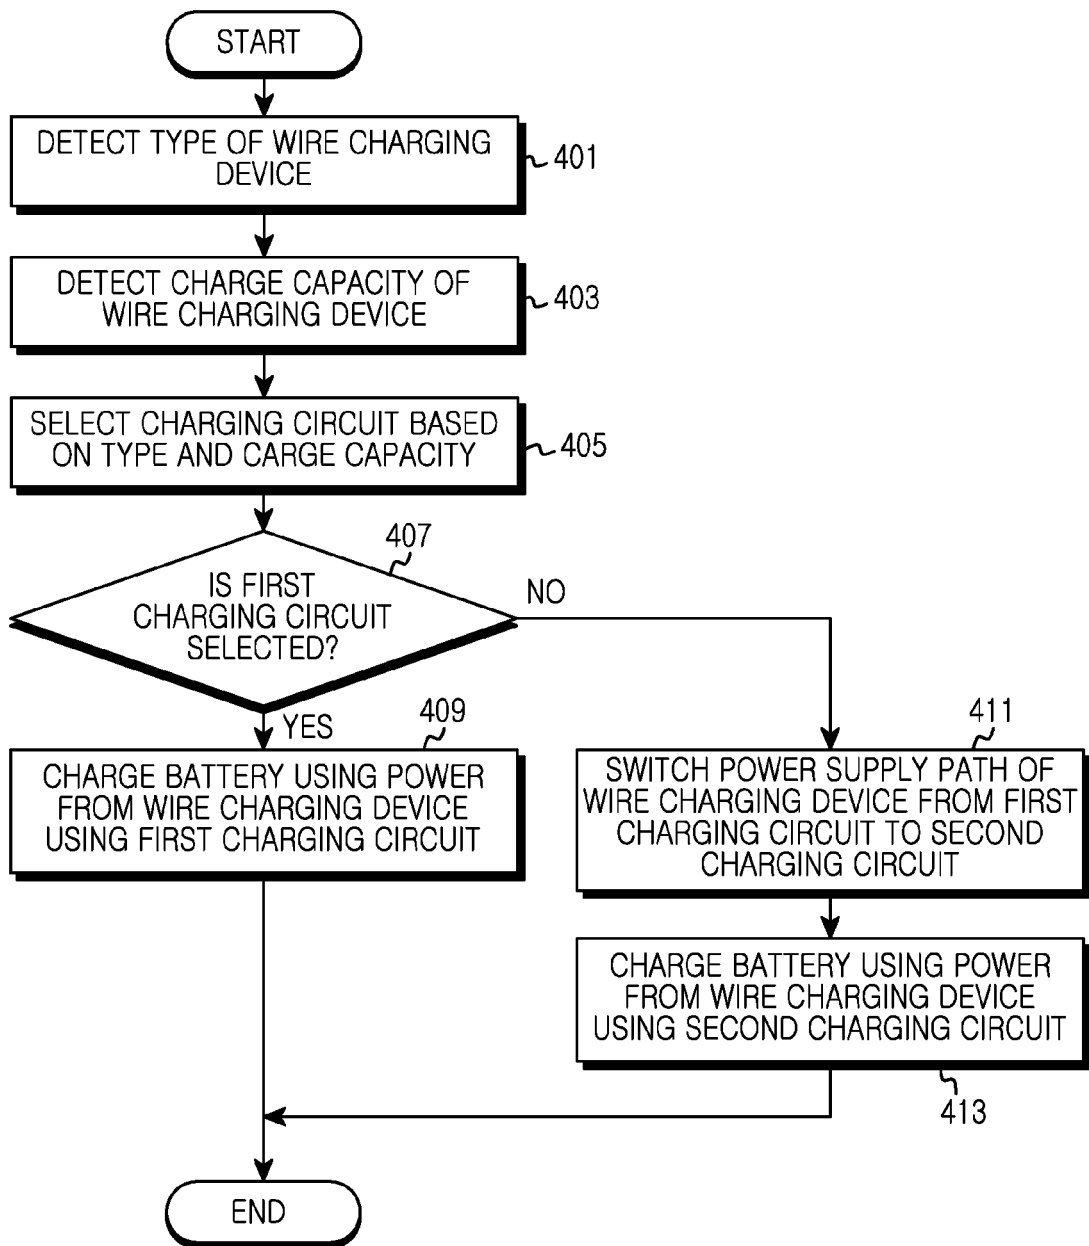 START
DETECT TYPE OF WIRE CHARGING
DEVICE
401
DETECT CHARGE CAPACITY OF
WIRE CHARGING DEVICE
403
SELECT CHARGING CIRCUIT BASED
ON TYPE AND CARGE CAPACITY
405
407
IS FIRST
CHARGING CIRCUIT
SELECTED?
NO
YES
409
CHARGE BATTERY USING POWER
FROM WIRE CHARGING DEVICE
USING FIRST CHARGING CIRCUIT
411
SWITCH POWER SUPPLY PATH OF
WIRE CHARGING DEVICE FROM FIRST
CHARGING CIRCUIT TO SECOND
CHARGING CIRCUIT
CHARGE BATTERY USING POWER
FROM WIRE CHARGING DEVICE
USING SECOND CHARGING CIRCUIT
413
END